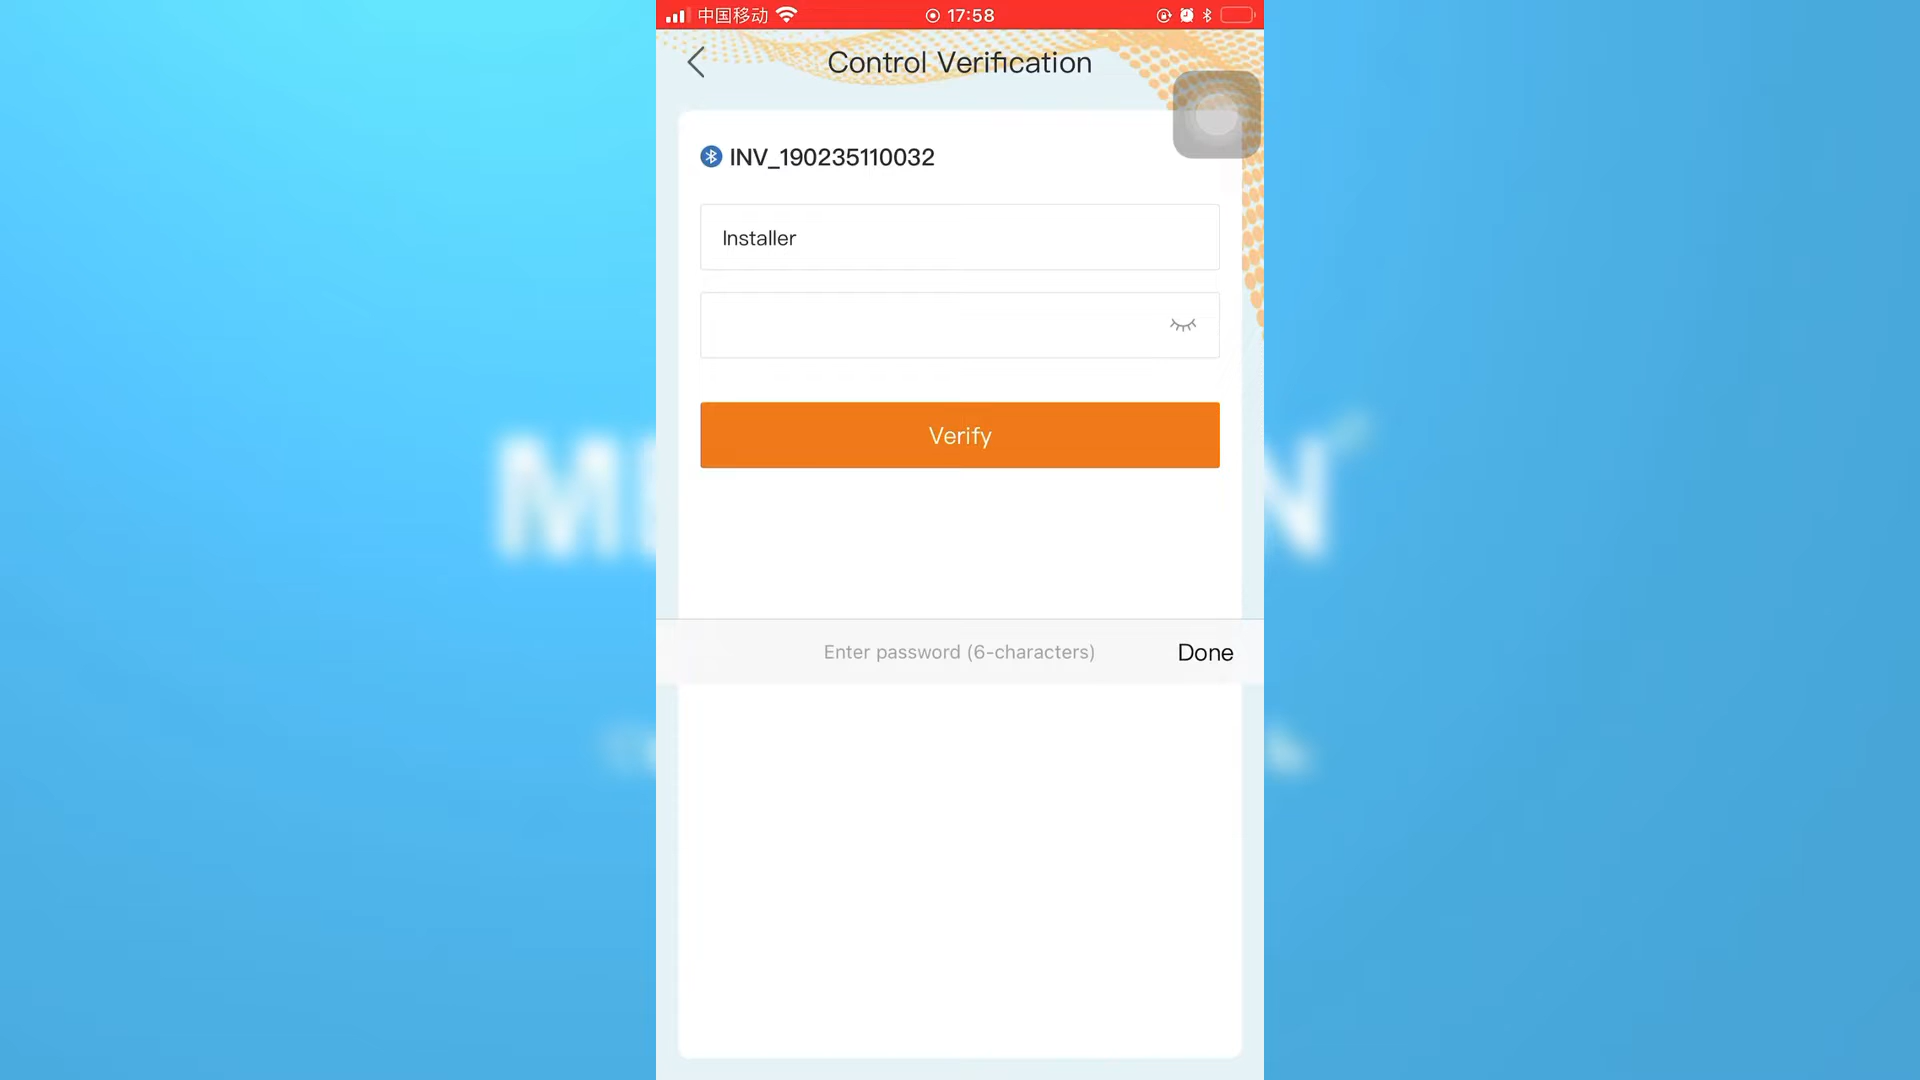 中国移动 17:58
Control Verification
INV_190235110032
Installer
Verify
Enter password (6-characters) Done